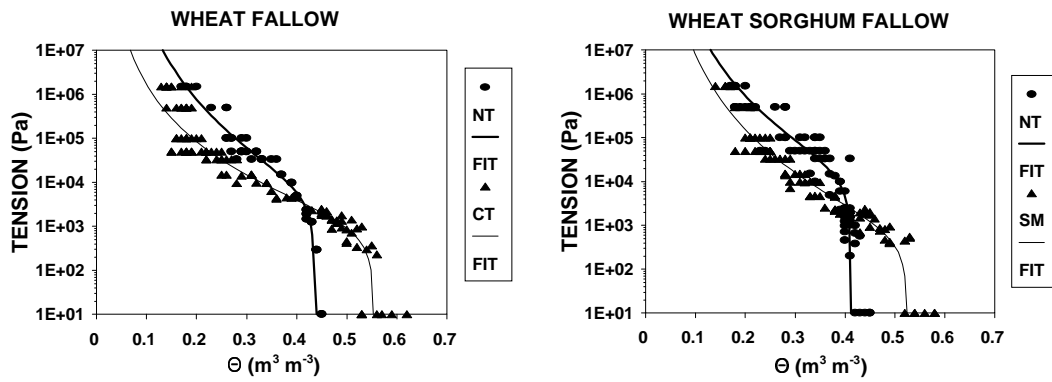 WHEAT FALLOW
TENSION (Pa)
1E+07
1E+06
1E+05
1E+04
1E+03
1E+02
1E+01
0 0.1 0.2 0.3 0.4 0.5 0.6 0.7
Θ (m³ m⁻³)
NT
FIT
CT
FIT
WHEAT SORGHUM FALLOW
TENSION (Pa)
1E+07
1E+06
1E+05
1E+04
1E+03
1E+02
1E+01
0 0.1 0.2 0.3 0.4 0.5 0.6 0.7
Θ (m³ m⁻³)
NT
FIT
SM
FIT